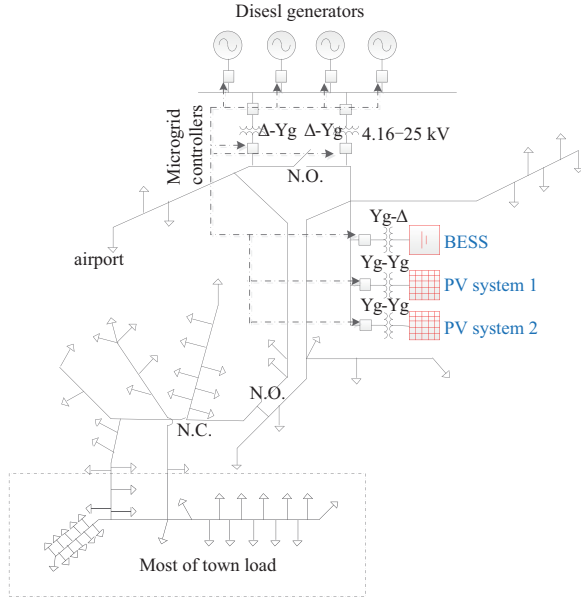 Disesl generators
Microgrid
controllers
Δ-Yg Δ-Yg 4.16−25 kV
N.O.
Yg-Δ
BESS
airport
Yg-Yg
PV system 1
Yg-Yg
PV system 2
N.O.
N.C.
Most of town load